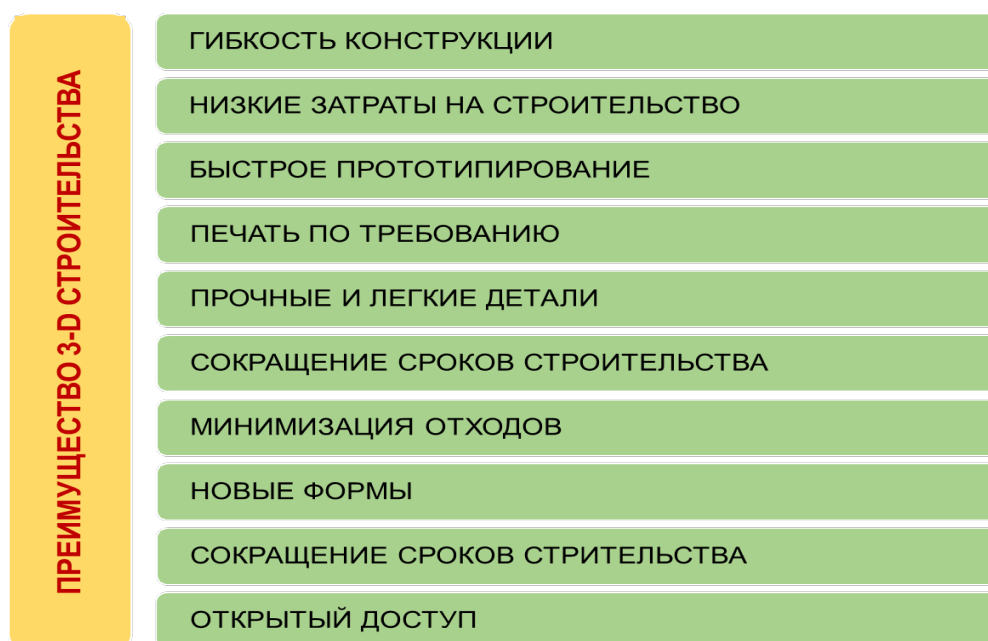 ПРЕИМУЩЕСТВО 3-D СТРОИТЕЛЬСТВА
ГИБКОСТЬ КОНСТРУКЦИИ
НИЗКИЕ ЗАТРАТЫ НА СТРОИТЕЛЬСТВО
БЫСТРОЕ ПРОТОТИПИРОВАНИЕ
ПЕЧАТЬ ПО ТРЕБОВАНИЮ
ПРОЧНЫЕ И ЛЕГКИЕ ДЕТАЛИ
СОКРАЩЕНИЕ СРОКОВ СТРОИТЕЛЬСТВА
МИНИМИЗАЦИЯ ОТХОДОВ
НОВЫЕ ФОРМЫ
СОКРАЩЕНИЕ СРОКОВ СТРИТЕЛЬСТВА
ОТКРЫТЫЙ ДОСТУП